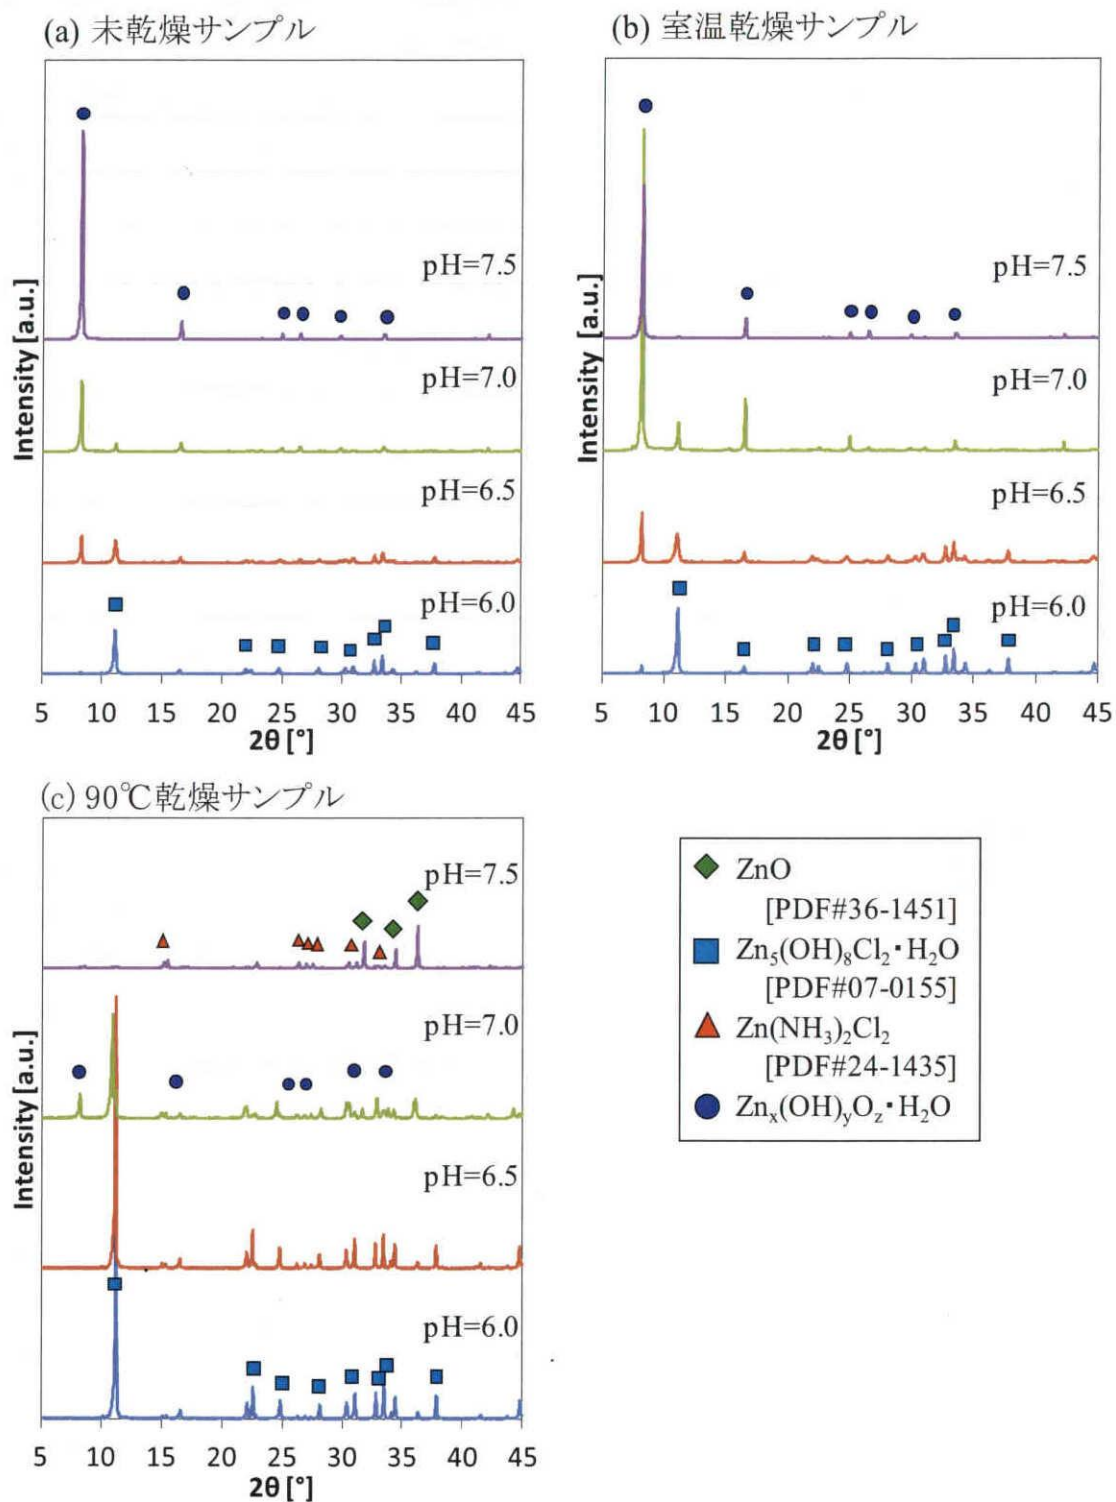 (a) 未乾燥サンプル
pH=7.5
pH=7.0
pH=6.5
pH=6.0
Intensity [a.u.]
5 10 15 20 25 30 35 40 45
2θ [°]
(b) 室温乾燥サンプル
pH=7.5
pH=7.0
pH=6.5
pH=6.0
Intensity [a.u.]
5 10 15 20 25 30 35 40 45
2θ [°]
(c) 90℃乾燥サンプル
pH=7.5
pH=7.0
pH=6.5
pH=6.0
Intensity [a.u.]
5 10 15 20 25 30 35 40 45
2θ [°]
ZnO
[PDF#36-1451]
Zn₅(OH)₈Cl₂・H₂O
[PDF#07-0155]
Zn(NH₃)₂Cl₂
[PDF#24-1435]
Znₓ(OH)ᵧO_z・H₂O